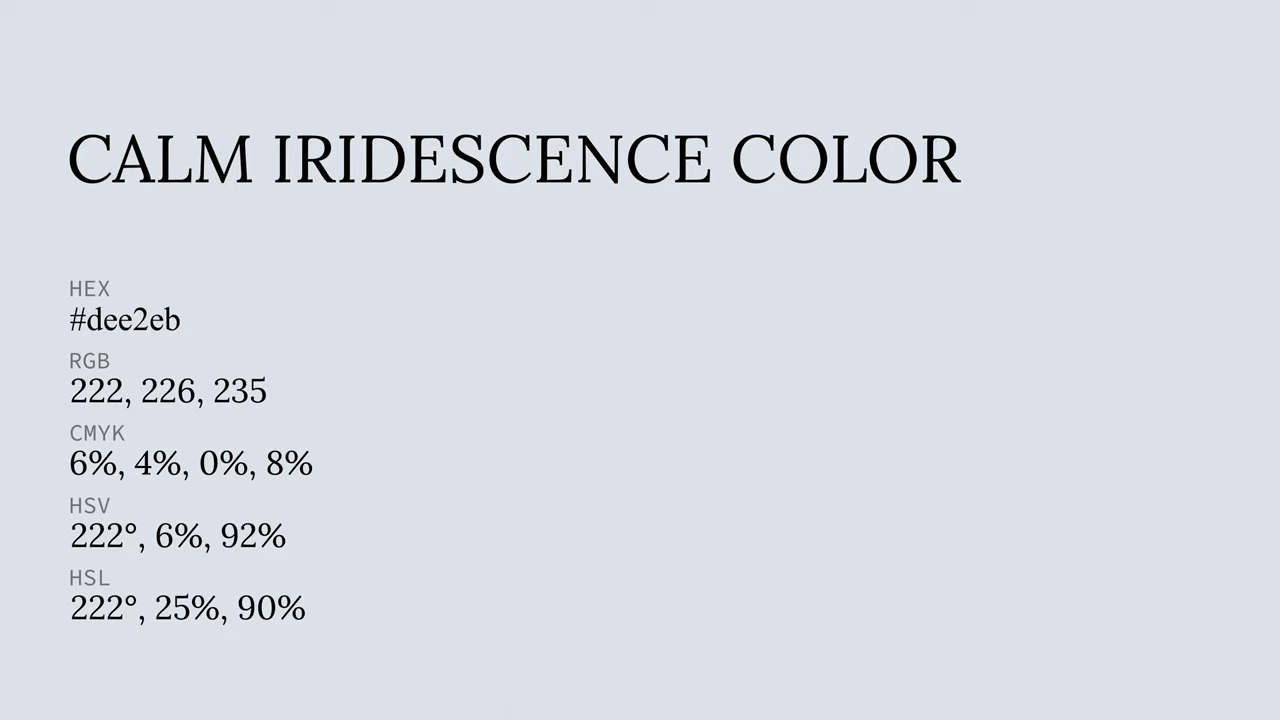 CALM IRIDESCENCE COLOR
HEX
#dee2eb
RGB
222, 226, 235
CMYK
6%, 4%, 0%, 8%
HSV
222°, 6%, 92%
HSL
222°, 25%, 90%